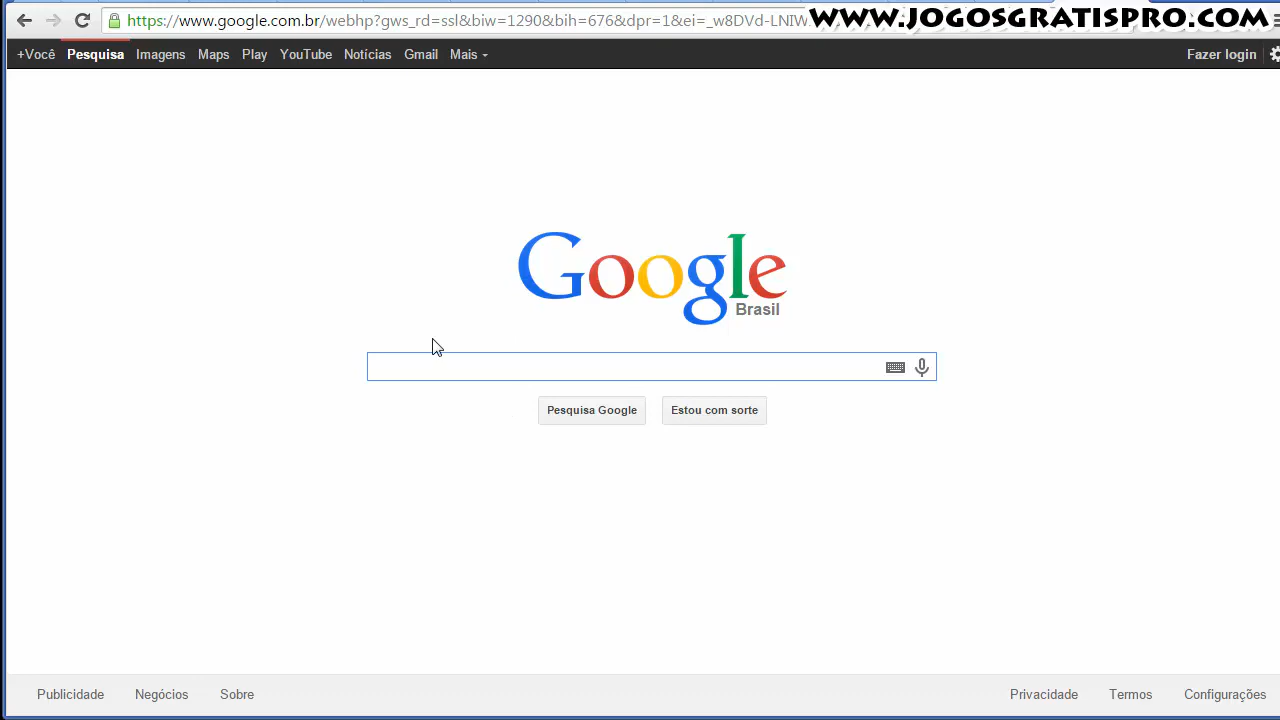 https://www.google.com.br/webhp?gws_rd=ssl&biw=1290&bih=676&dpr=1&ei=_w8DVd-LNIW
WWW.JOGOSGRATISPRO.COM
+Você Pesquisa Imagens Maps Play YouTube Notícias Gmail Mais Fazer login
Google
Brasil
Pesquisa Google Estou com sorte
Publicidade Negócios Sobre Privacidade Termos Configurações